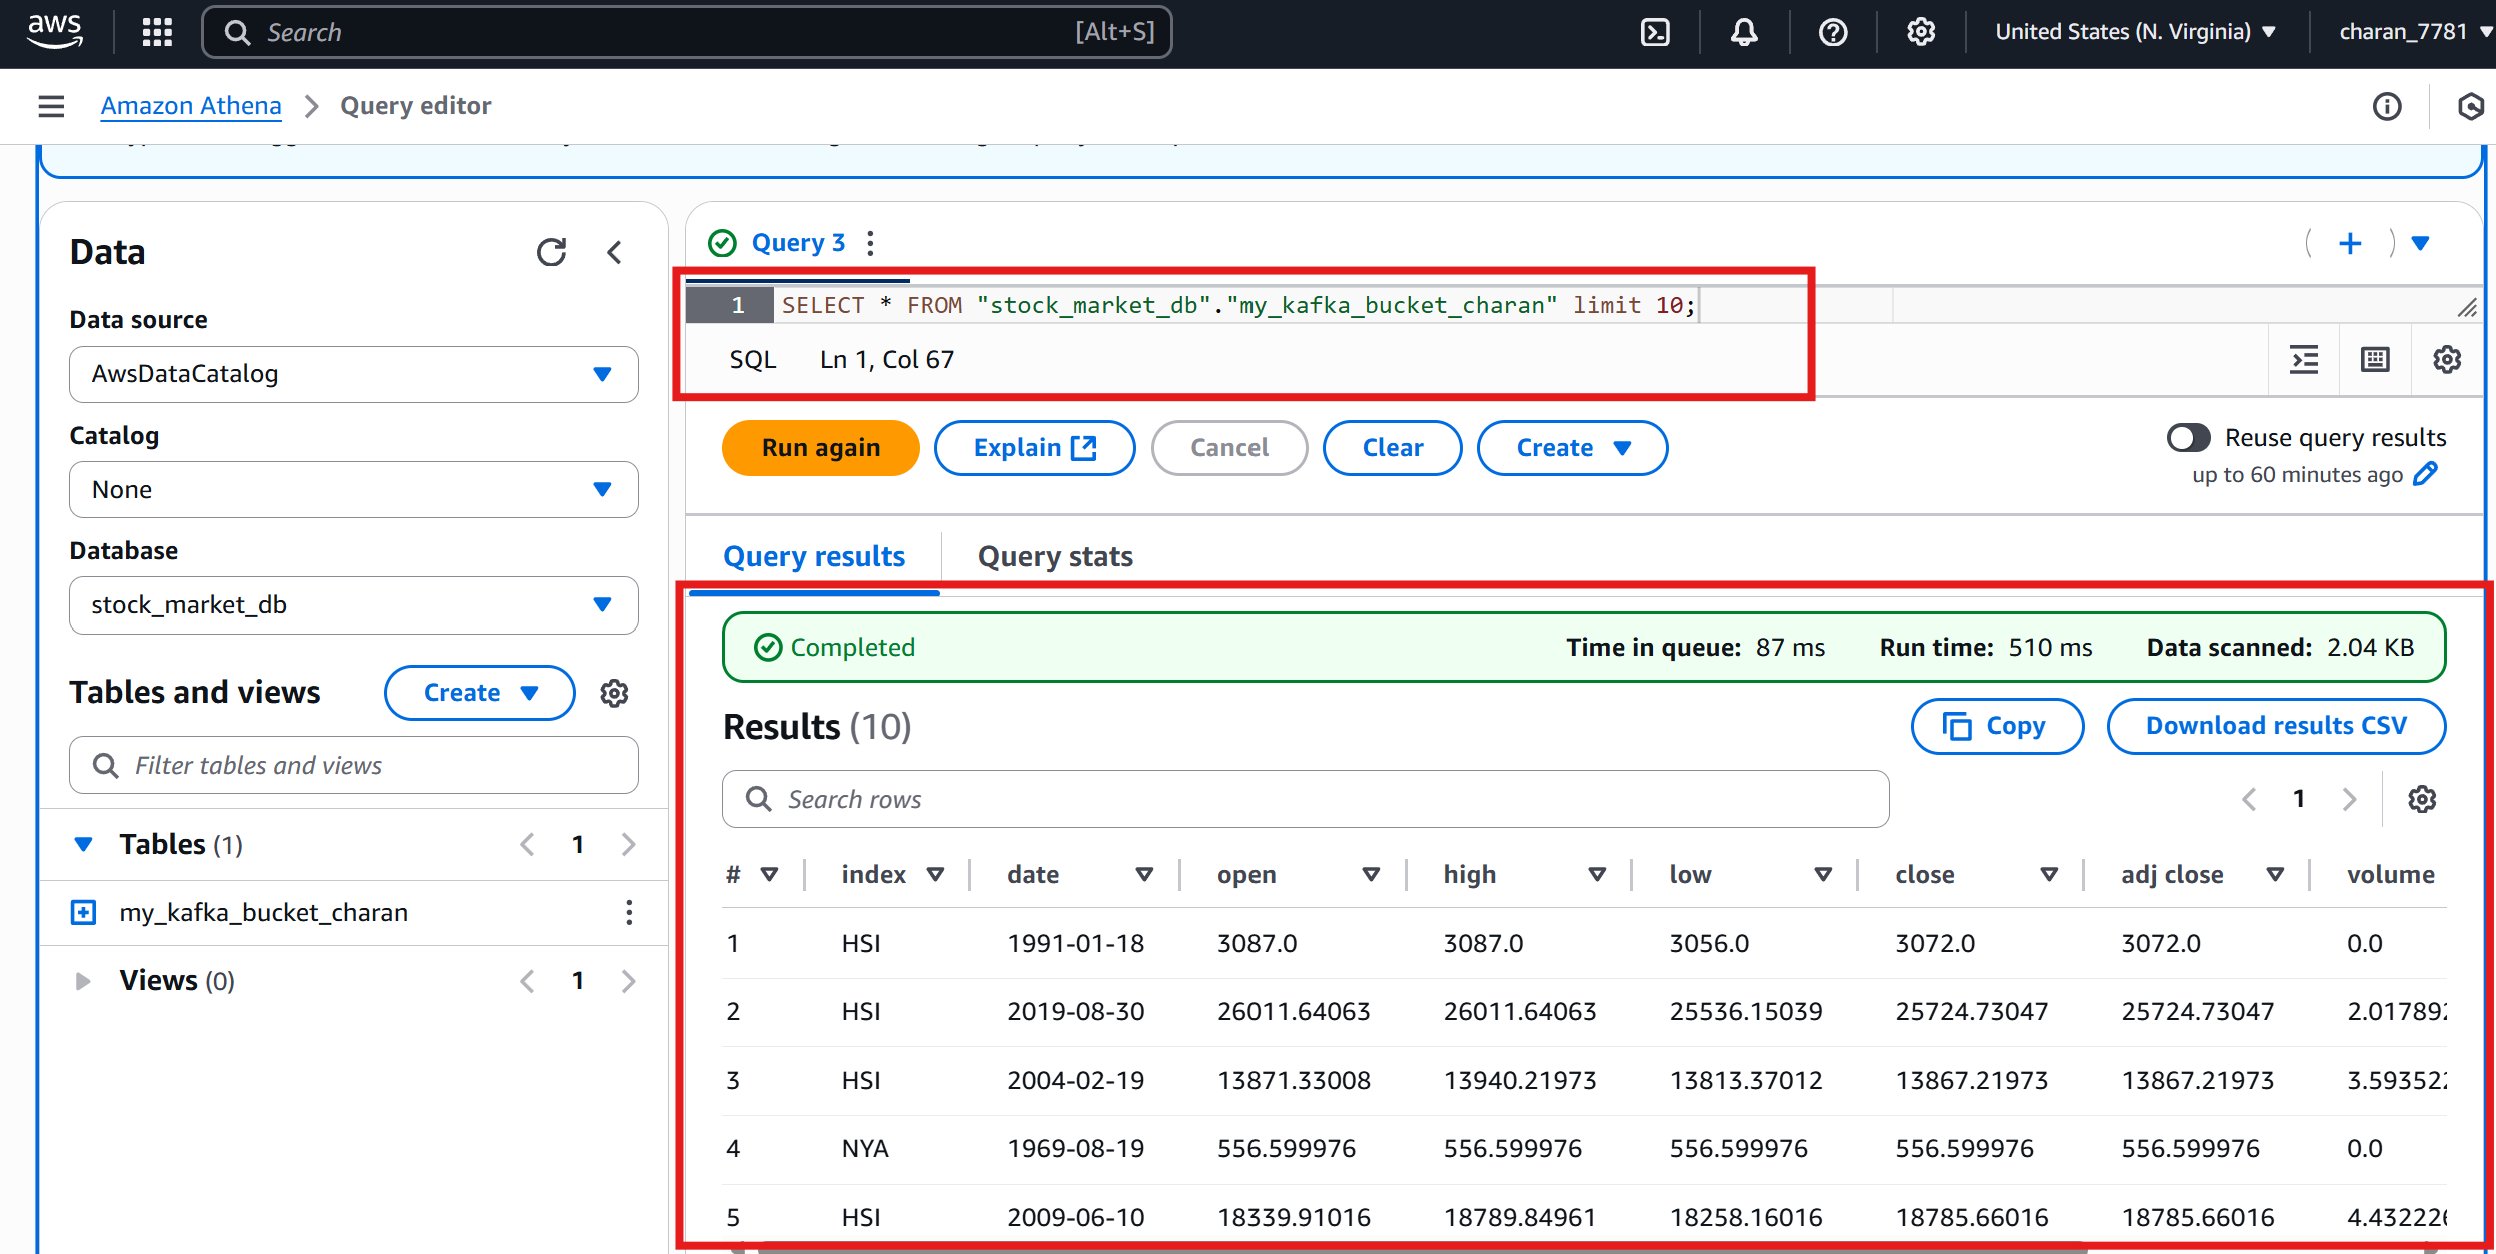 aws
Search [Alt+S] United States (N. Virginia) charan_7781
Amazon Athena Query editor
Data
Data source
AwsDataCatalog
Catalog
None
Database
stock_market_db
Tables and views Create
Filter tables and views
Tables (1) 1
my_kafka_bucket_charan
Views (0) 1
Query 3
1 SELECT * FROM "stock_market_db"."my_kafka_bucket_charan" limit 10;
SQL Ln 1, Col 67
Run again Explain Cancel Clear Create Reuse query results
up to 60 minutes ago
Query results Query stats
Completed Time in queue: 87 ms Run time: 510 ms Data scanned: 2.04 KB
Results (10) Copy Download results CSV
Search rows 1
# index date open high low close adj close volume
1 HSI 1991-01-18 3087.0 3087.0 3056.0 3072.0 3072.0 0.0
2 HSI 2019-08-30 26011.64063 26011.64063 25536.15039 25724.73047 25724.73047 2.017892
3 HSI 2004-02-19 13871.33008 13940.21973 13813.37012 13867.21973 13867.21973 3.593522
4 NYA 1969-08-19 556.599976 556.599976 556.599976 556.599976 556.599976 0.0
5 HSI 2009-06-10 18339.91016 18789.84961 18258.16016 18785.66016 18785.66016 4.432226